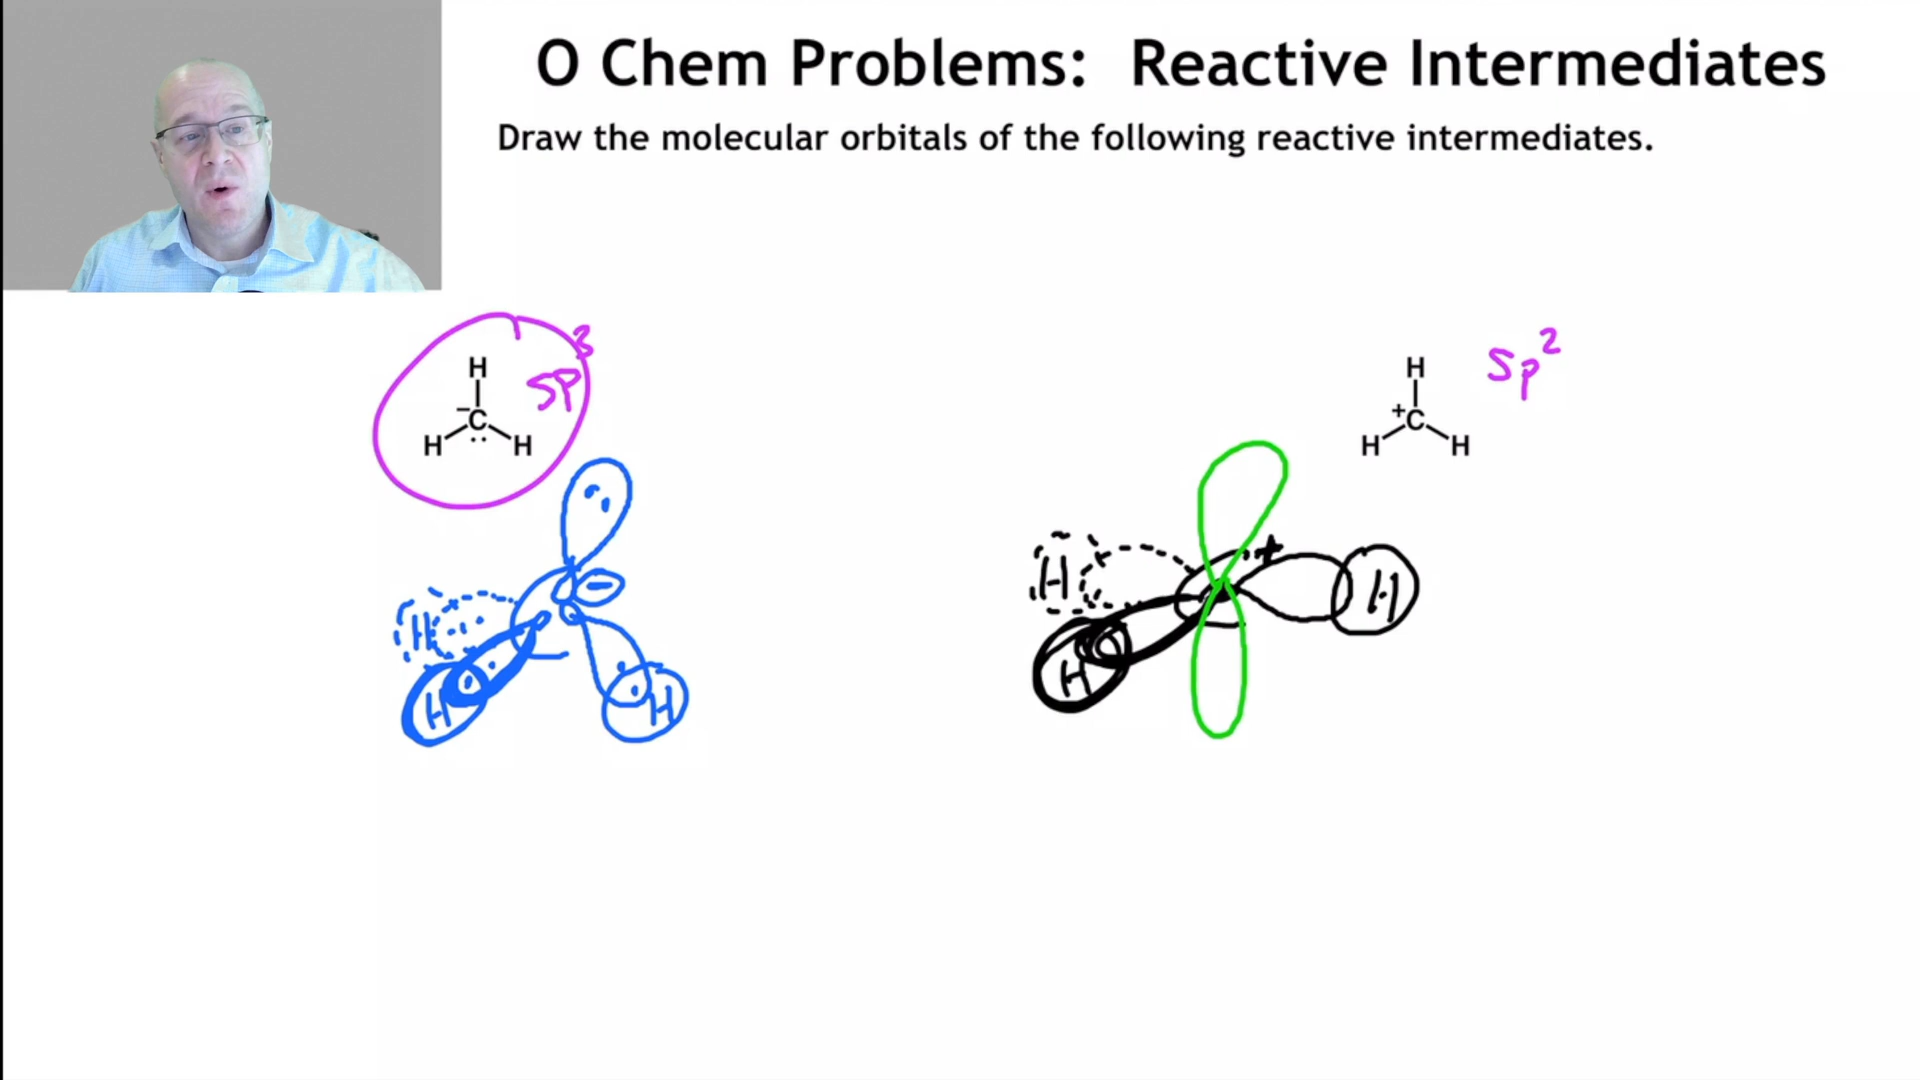 O Chem Problems: Reactive Intermediates
Draw the molecular orbitals of the following reactive intermediates.
H
−C
H H
••
sp3
H
+C
H H
sp2
−
H
H H
+
H
H
H